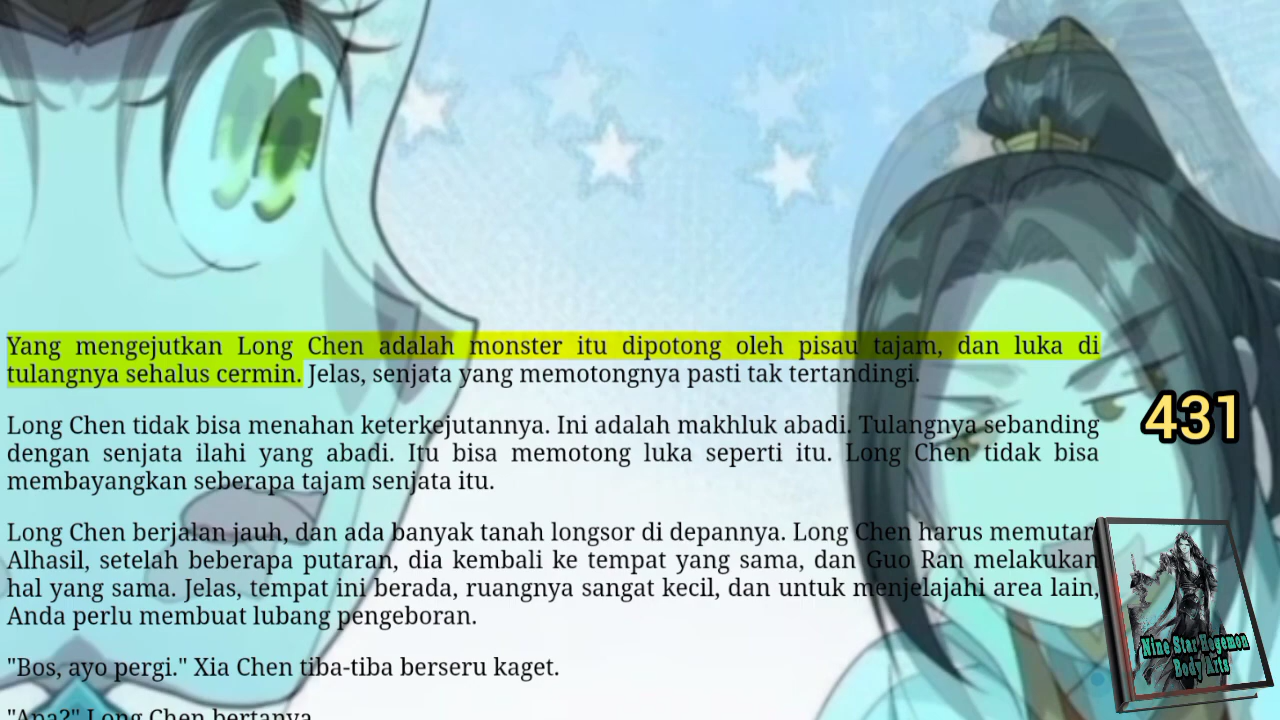 Yang mengejutkan Long Chen adalah monster itu dipotong oleh pisau tajam, dan luka di
tulangnya sehalus cermin. Jelas, senjata yang memotongnya pasti tak tertandingi.
Long Chen tidak bisa menahan keterkejutannya. Ini adalah makhluk abadi. Tulangnya sebanding
dengan senjata ilahi yang abadi. Itu bisa memotong luka seperti itu. Long Chen tidak bisa
membayangkan seberapa tajam senjata itu.
431
Long Chen berjalan jauh, dan ada banyak tanah longsor di depannya. Long Chen harus memutar.
Alhasil, setelah beberapa putaran, dia kembali ke tempat yang sama, dan Guo Ran melakukan
hal yang sama. Jelas, tempat ini berada, ruangnya sangat kecil, dan untuk menjelajahi area lain,
Anda perlu membuat lubang pengeboran.
"Bos, ayo pergi." Xia Chen tiba-tiba berseru kaget.
"Apa?" Long Chen bertanya.
Nine Star Hegemon
Body Arts